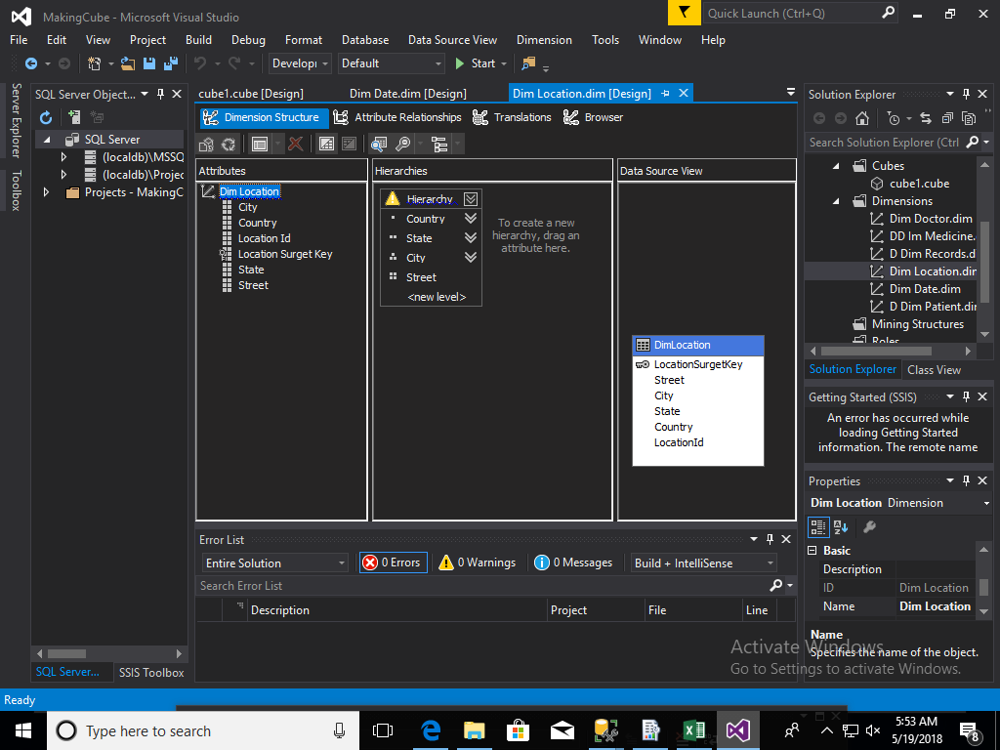 MakingCube - Microsoft Visual Studio
Quick Launch (Ctrl+Q)
File Edit View Project Build Debug Format Database Data Source View Dimension Tools Window Help
Developi Default Start
Server Explorer
Toolbox
SQL Server Object...
SQL Server
(localdb)\MSSQ
(localdb)\Projec
Projects - MakingC
SQL Server...
SSIS Toolbox
cube1.cube [Design]
Dim Date.dim [Design]
Dim Location.dim [Design]
Dimension Structure
Attribute Relationships
Translations
Browser
Attributes
Dim Location
City
Country
Location Id
Location Surget Key
State
Street
Hierarchies
Hierarchy
Country
State
City
Street
<new level>
To create a new
hierarchy, drag an
attribute here.
Data Source View
DimLocation
LocationSurgetKey
Street
City
State
Country
LocationId
Error List
Entire Solution
0 Errors
0 Warnings
0 Messages
Build + IntelliSense
Search Error List
Description
Project
File
Line
Solution Explorer
Search Solution Explorer (Ctrl
Cubes
cube1.cube
Dimensions
Dim Doctor.dim
DD Im Medicine.
D Dim Records.d
Dim Location.dir
Dim Date.dim
D Dim Patient.dir
Mining Structures
Roles
Solution Explorer
Class View
Getting Started (SSIS)
An error has occurred while
loading Getting Started
information. The remote name
Properties
Dim Location Dimension
Basic
Description
ID Dim Location
Name Dim Location
Name
Specifies the name of the object.
Activate Windows
Go to Settings to activate Windows.
Ready
Type here to search
5:53 AM
5/19/2018
8